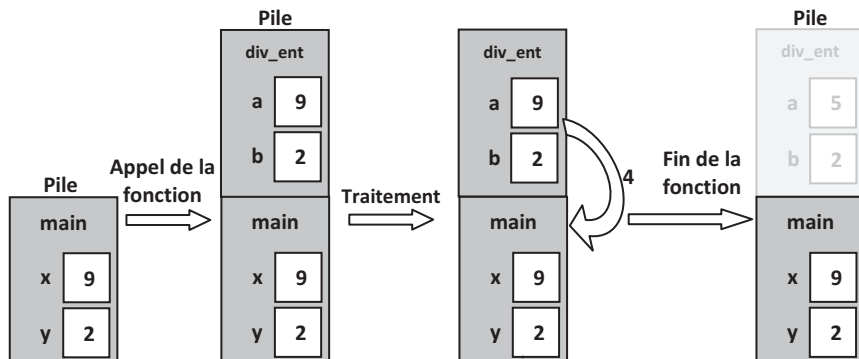 Pile
main
x 9
y 2
Appel de la
fonction
Pile
div_ent
a 9
b 2
main
x 9
y 2
Traitement
div_ent
a 9
b 2
4
main
x 9
y 2
Fin de la
fonction
Pile
div_ent
a 5
b 2
main
x 9
y 2